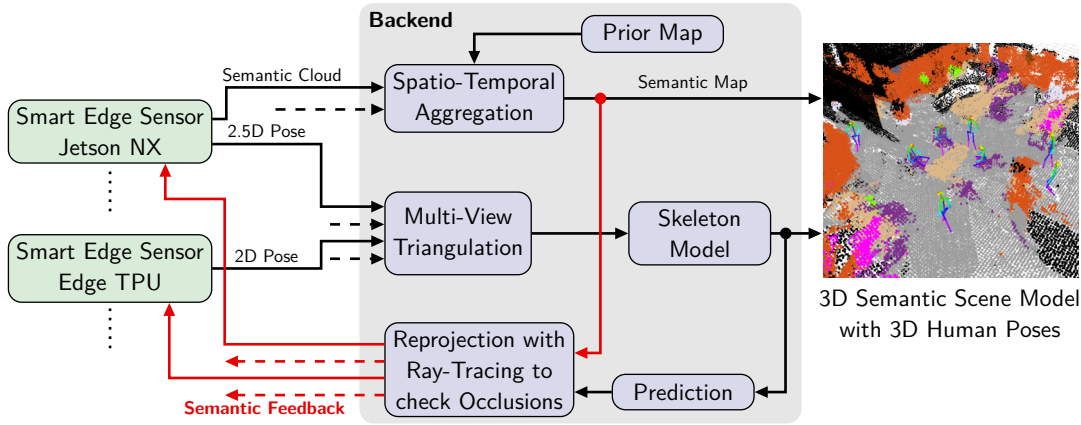 Backend
Prior Map
Semantic Cloud
Spatio-Temporal
Aggregation
Semantic Map
Smart Edge Sensor
Jetson NX
2.5D Pose
Multi-View
Triangulation
Skeleton
Model
Smart Edge Sensor
Edge TPU
2D Pose
3D Semantic Scene Model
with 3D Human Poses
Reprojection with
Ray-Tracing to
check Occlusions
Prediction
Semantic Feedback